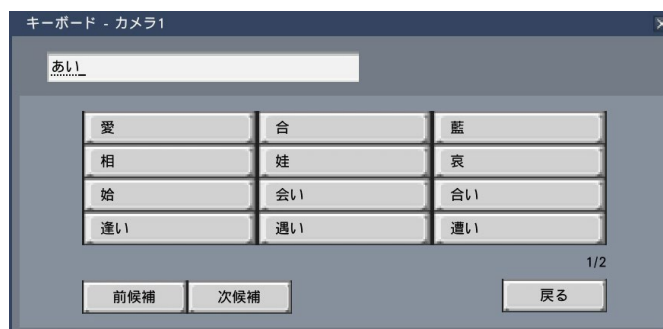 キーボード - カメラ1
あい_
愛 合 藍
相 娃 哀
姶 会い 合い
逢い 遇い 遭い
1/2
前候補 次候補 戻る